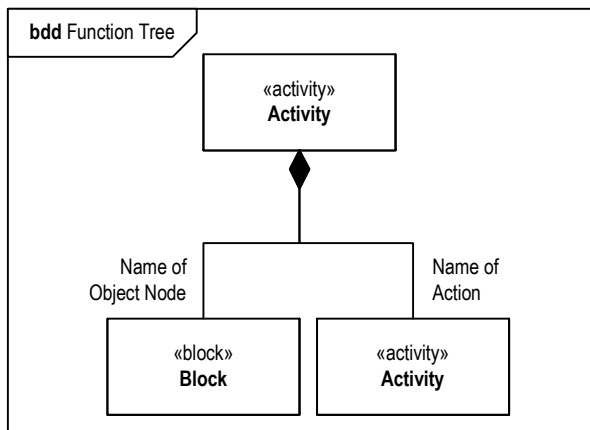 bdd Function Tree
«activity»
Activity
Name of
Object Node
Name of
Action
«block»
Block
«activity»
Activity